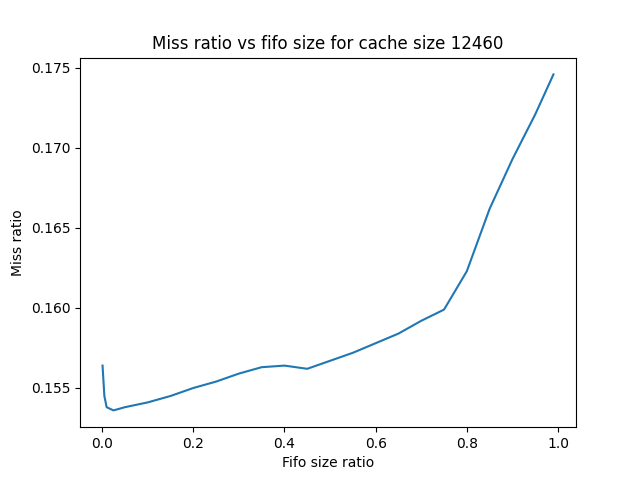 Miss ratio vs fifo size for cache size 12460
0.175
0.170
0.165
0.160
0.155
Miss ratio
0.0 0.2 0.4 0.6 0.8 1.0
Fifo size ratio